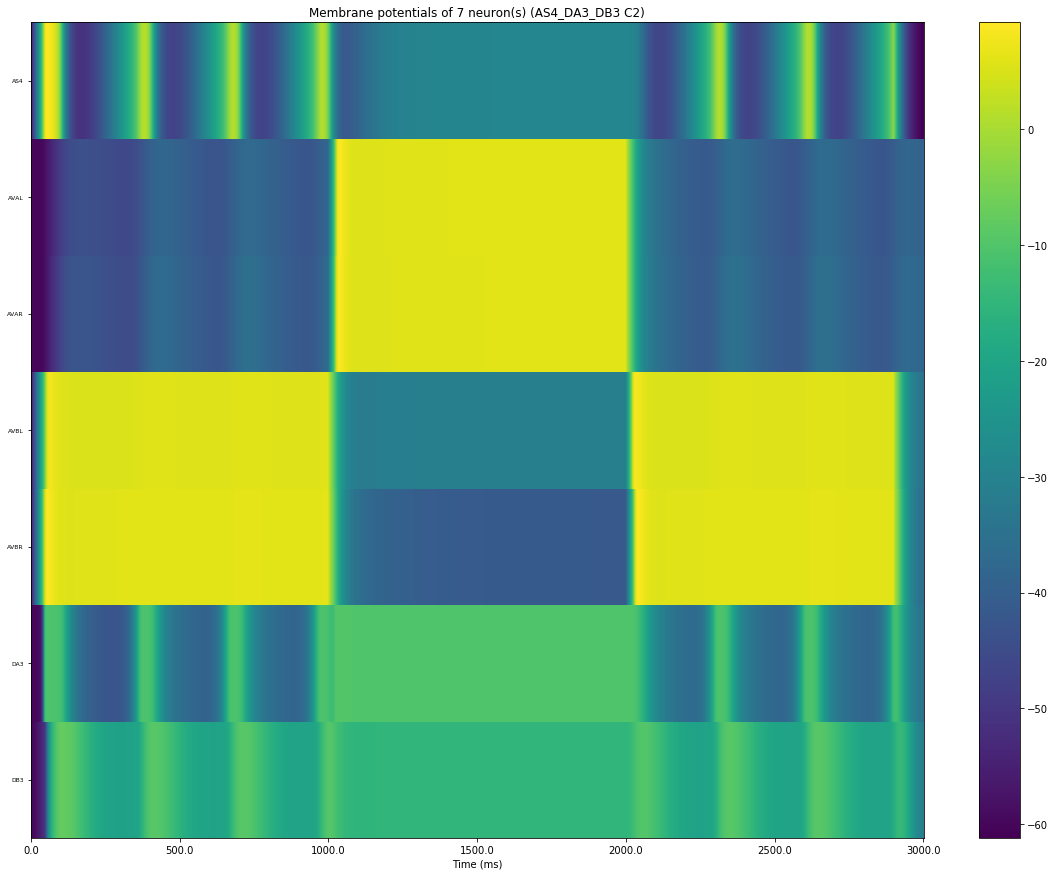 Membrane potentials of 7 neuron(s) (AS4_DA3_DB3 C2)
AS4
AVAL
AVAR
AVBL
AVBR
DA3
DB3
0.0 500.0 1000.0 1500.0 2000.0 2500.0 3000.0
Time (ms)
0
−10
−20
−30
−40
−50
−60